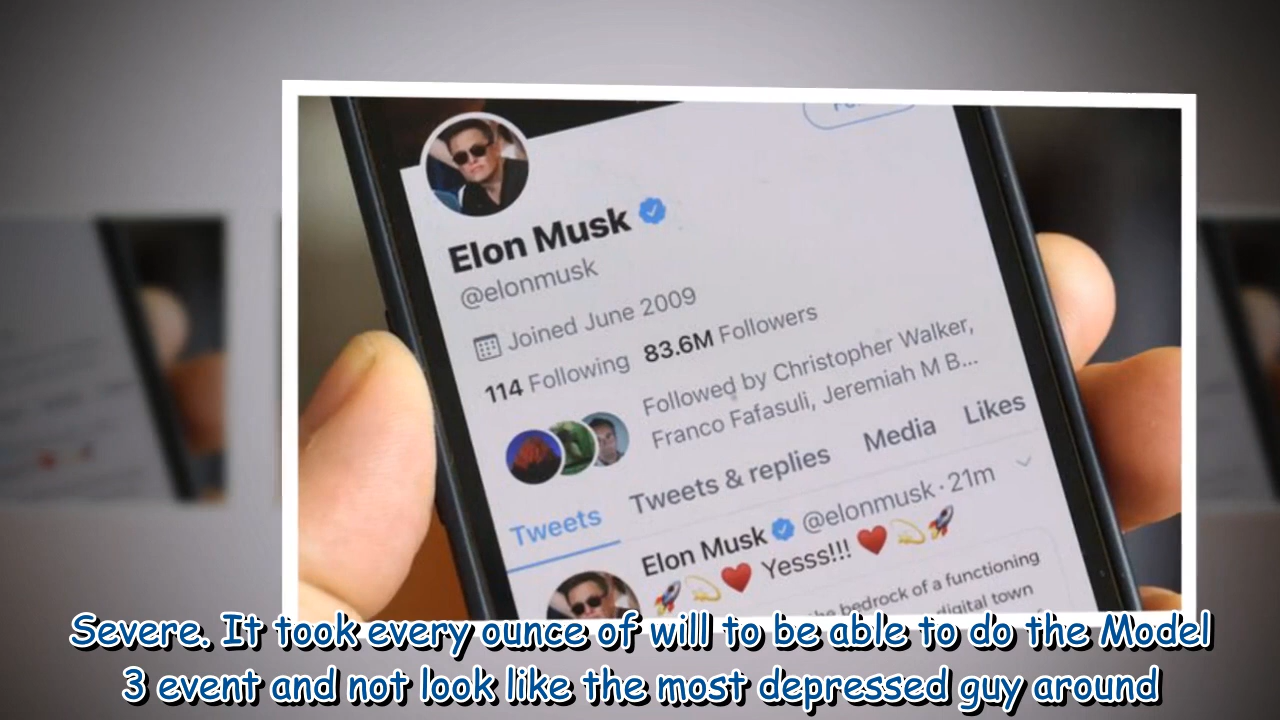 Elon Musk
@elonmusk
Joined June 2009
114 Following 83.6M Followers
Followed by Christopher Walker,
Franco Fafasuli, Jeremiah M B...
Tweets Tweets & replies Media Likes
Elon Musk @elonmusk · 21m
🚀💫❤️ Yesss!!! ❤️💫🚀
bedrock of a functioning
digital town
Severe. It took every ounce of will to be able to do the Model
3 event and not look like the most depressed guy around